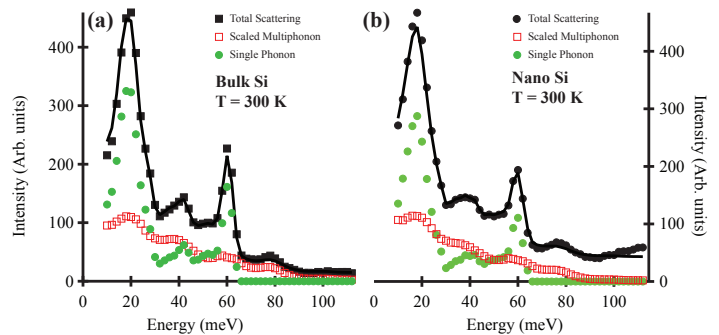 (a)
Total Scattering
Scaled Multiphonon
Single Phonon
Bulk Si
T = 300 K
400
300
200
100
0
0
20
40
60
80
100
Energy (meV)
Intensity (Arb. units)
(b)
Total Scattering
Scaled Multiphonon
Single Phonon
Nano Si
T = 300 K
400
300
200
100
0
0
20
40
60
80
100
Energy (meV)
Intensity (Arb. units)